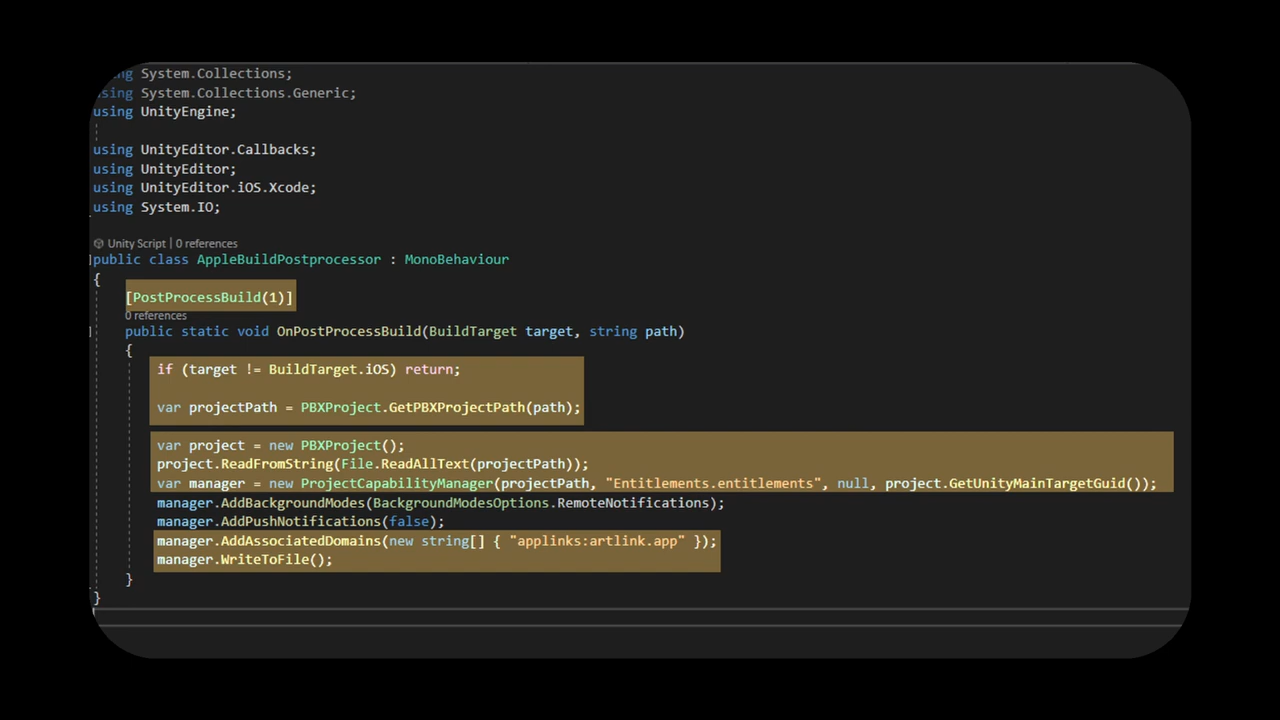 using System.Collections;
using System.Collections.Generic;
using UnityEngine;
using UnityEditor.Callbacks;
using UnityEditor;
using UnityEditor.iOS.Xcode;
using System.IO;
Unity Script | 0 references
public class AppleBuildPostprocessor : MonoBehaviour
{
[PostProcessBuild(1)]
0 references
public static void OnPostProcessBuild(BuildTarget target, string path)
{
if (target != BuildTarget.iOS) return;
var projectPath = PBXProject.GetPBXProjectPath(path);
var project = new PBXProject();
project.ReadFromString(File.ReadAllText(projectPath));
var manager = new ProjectCapabilityManager(projectPath, "Entitlements.entitlements", null, project.GetUnityMainTargetGuid());
manager.AddBackgroundModes(BackgroundModesOptions.RemoteNotifications);
manager.AddPushNotifications(false);
manager.AddAssociatedDomains(new string[] { "applinks:artlink.app" });
manager.WriteToFile();
}
}